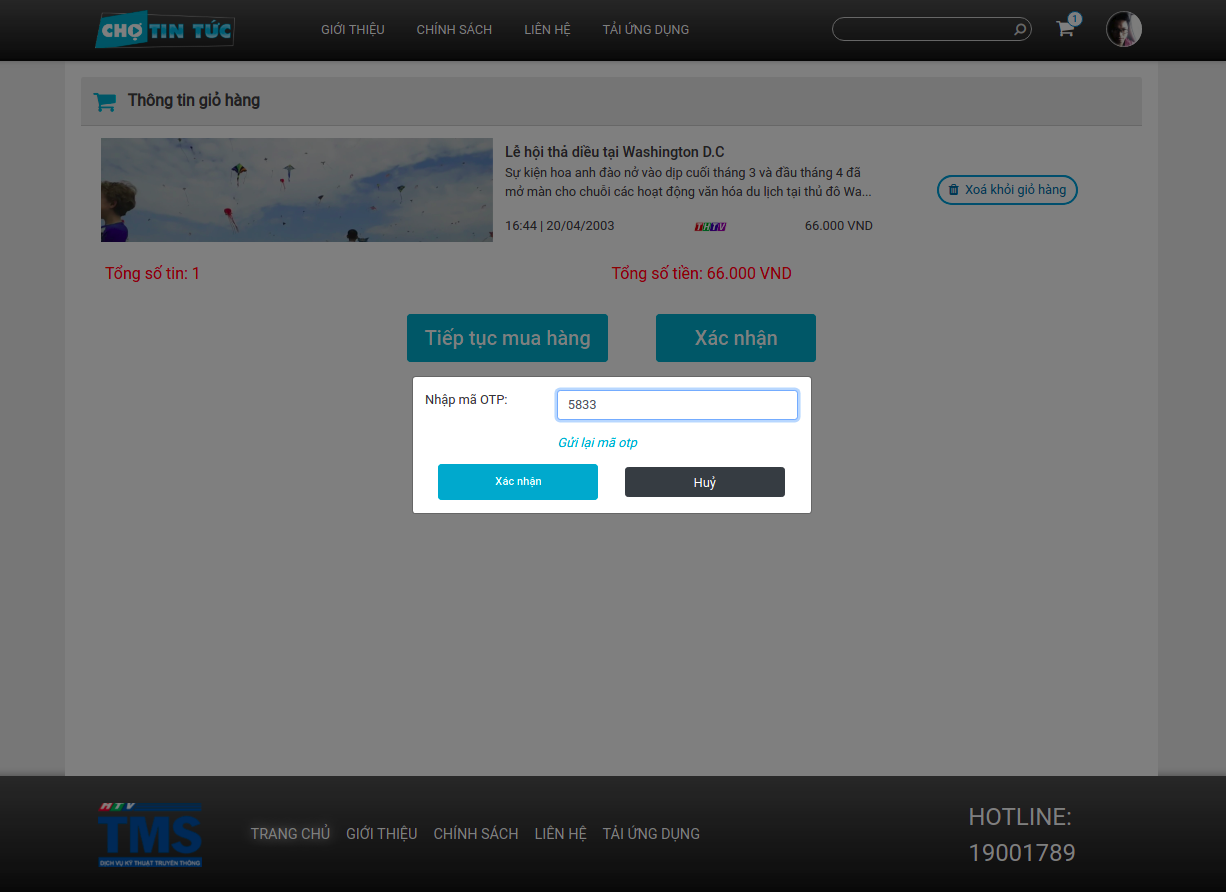 CHỢ TIN TỨC
GIỚI THIỆU CHÍNH SÁCH LIÊN HỆ TẢI ỨNG DỤNG
1
Thông tin giỏ hàng
Lễ hội thả diều tại Washington D.C
Sự kiện hoa anh đào nở vào dịp cuối tháng 3 và đầu tháng 4 đã
mở màn cho chuỗi các hoạt động văn hóa du lịch tại thủ đô Wa...
Xoá khỏi giỏ hàng
16:44 | 20/04/2003 THTV 66.000 VND
Tổng số tin: 1 Tổng số tiền: 66.000 VND
Tiếp tục mua hàng Xác nhận
Nhập mã OTP: 5833
Gửi lại mã otp
Xác nhận Huỷ
HTV
TMS
DỊCH VỤ KỸ THUẬT TRUYỀN THÔNG
TRANG CHỦ GIỚI THIỆU CHÍNH SÁCH LIÊN HỆ TẢI ỨNG DỤNG
HOTLINE:
19001789